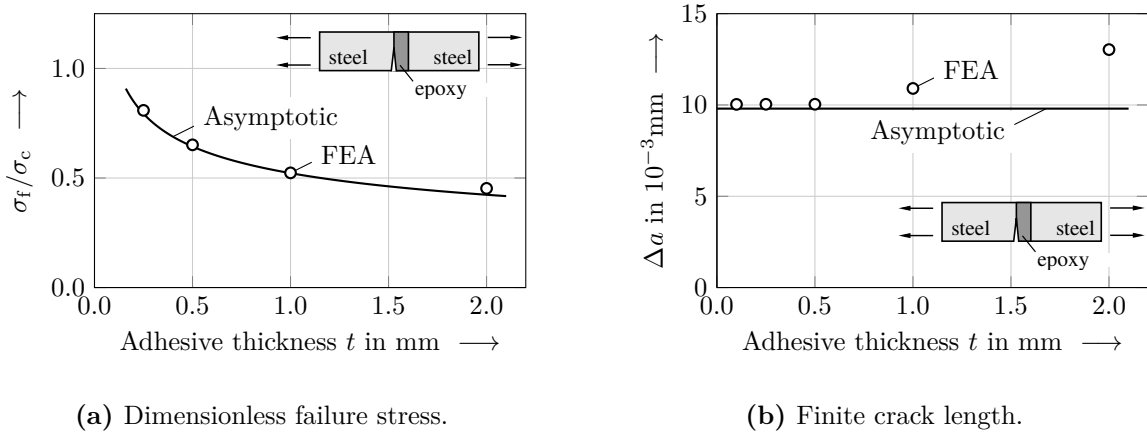 1.0
0.5
0.0
0.0 0.5 1.0 1.5 2.0
σf/σc ⟶
Adhesive thickness t in mm ⟶
steel steel
epoxy
Asymptotic
FEA
(a) Dimensionless failure stress.
15
10
5
0
0.0 0.5 1.0 1.5 2.0
Δa in 10⁻³mm ⟶
Adhesive thickness t in mm ⟶
FEA
Asymptotic
steel steel
epoxy
(b) Finite crack length.